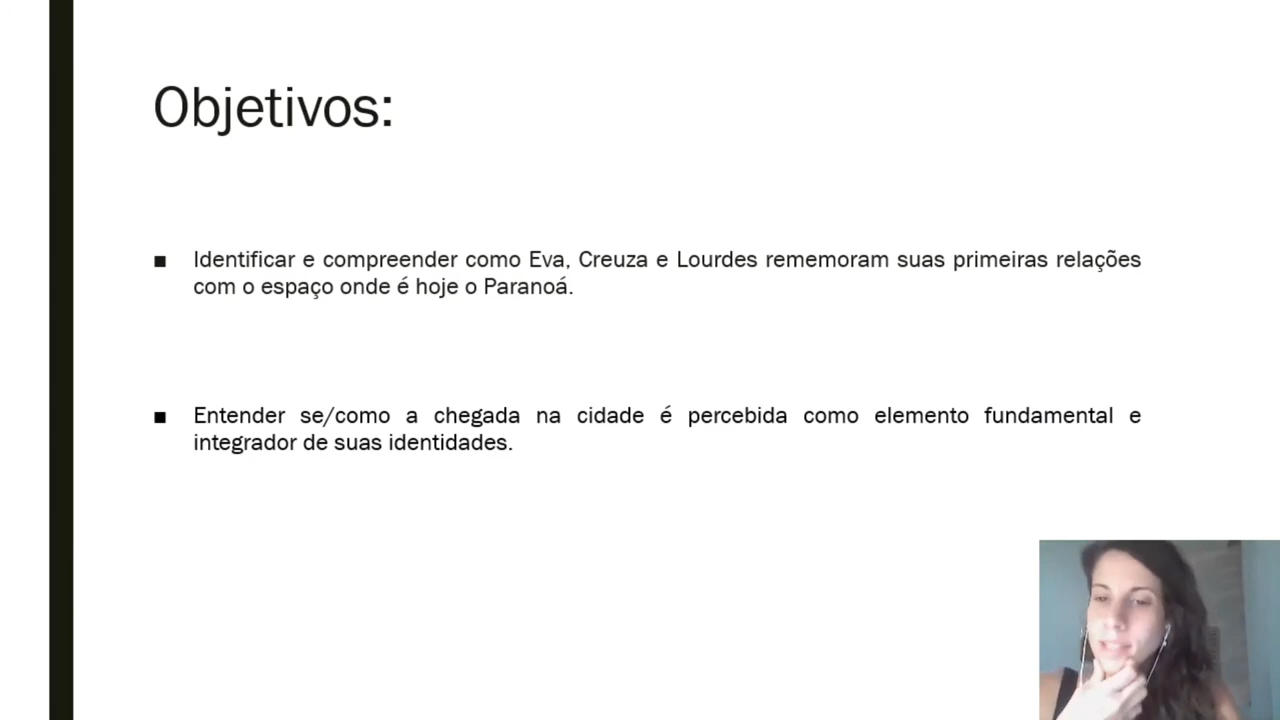 Objetivos:
■ Identificar e compreender como Eva, Creuza e Lourdes rememoram suas primeiras relações
com o espaço onde é hoje o Paranoá.
■ Entender se/como a chegada na cidade é percebida como elemento fundamental e
integrador de suas identidades.